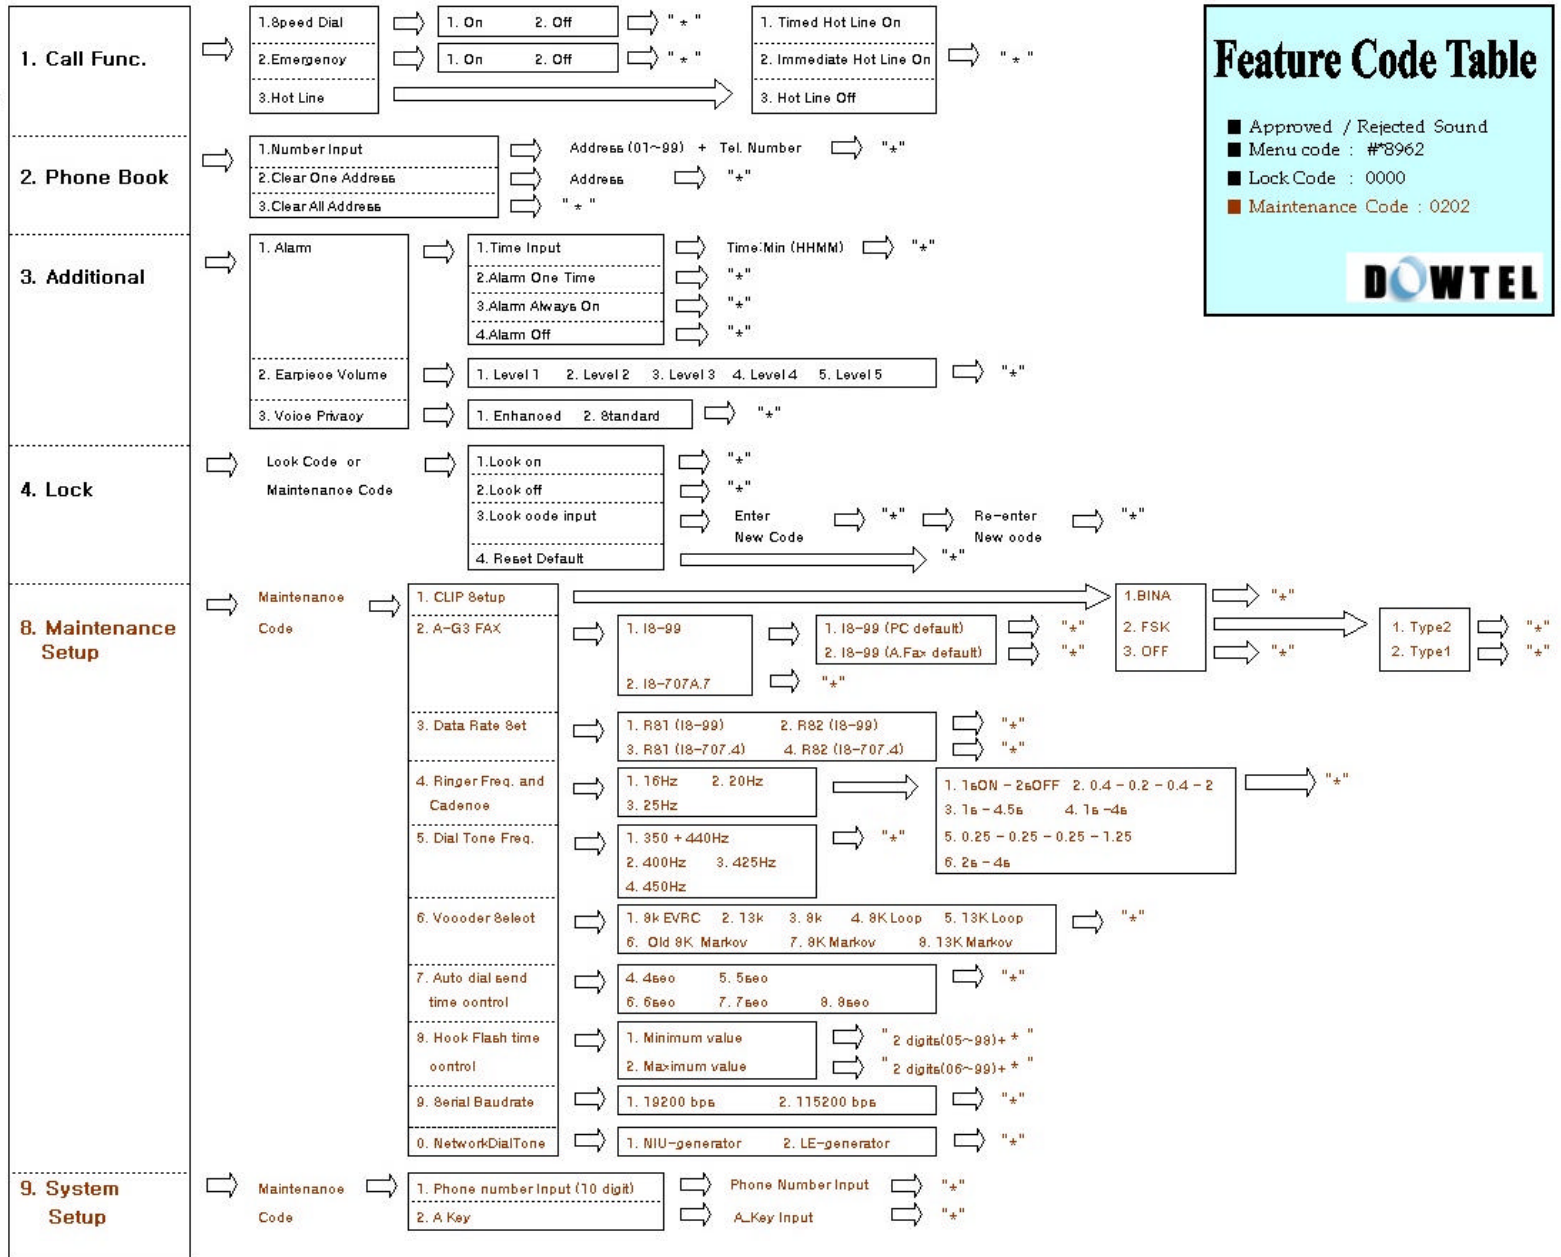 Feature Code Table
■ Approved / Rejected Sound
■ Menu code : #*8962
■ Lock Code : 0000
■ Maintenance Code : 0202
DOWTEL
1. Call Func.
1.Speed Dial 1. On 2. Off " * "
2.Emergency 1. On 2. Off " * "
3.Hot Line
1. Timed Hot Line On
2. Immediate Hot Line On " * "
3. Hot Line Off
2. Phone Book
1.Number Input Address (01~99) + Tel. Number "*"
2.Clear One Address Address "*"
3.Clear All Address " * "
3. Additional
1. Alarm
1.Time Input Time:Min (HHMM) "*"
2.Alarm One Time "*"
3.Alarm Always On "*"
4.Alarm Off "*"
2. Earpiece Volume 1. Level 1 2. Level 2 3. Level 3 4. Level 4 5. Level 5 "*"
3. Voice Privacy 1. Enhanced 2. Standard "*"
4. Lock
Lock Code or
Maintenance Code
1.Lock on "*"
2.Lock off "*"
3.Lock code input Enter "*" Re-enter "*"
New Code New code
4. Reset Default "*"
8. Maintenance
Setup
Maintenance
Code
1. CLIP Setup
1.BINA "*"
2. FSK
3. OFF "*"
1. Type2 "*"
2. Type1 "*"
2. A-G3 FAX
1. IS-99
1. IS-99 (PC default) "*"
2. IS-99 (A.Fax default) "*"
2. IS-707A.7 "*"
3. Data Rate Set
1. RS1 (IS-99) 2. RS2 (IS-99) "*"
3. RS1 (IS-707.4) 4. RS2 (IS-707.4) "*"
4. Ringer Freq. and
Cadence
1. 16Hz 2. 20Hz
3. 25Hz
1. 1sON - 2sOFF 2. 0.4 - 0.2 - 0.4 - 2 "*"
3. 1s - 4.5s 4. 1s -4s
5. 0.25 - 0.25 - 0.25 - 1.25
6. 2s - 4s
5. Dial Tone Freq.
1. 350 + 440Hz "*"
2. 400Hz 3. 425Hz
4. 450Hz
6. Vocoder Select
1. 8k EVRC 2. 13k 3. 8k 4. 8K Loop 5. 13K Loop "*"
6. Old 8K Markov 7. 8K Markov 8. 13K Markov
7. Auto dial send
time control
4. 4sec 5. 5sec "*"
6. 6sec 7. 7sec 8. 8sec
8. Hook Flash time
control
1. Minimum value " 2 digits(05~98)+ * "
2. Maximum value " 2 digits(06~99)+ * "
9. Serial Baudrate 1. 19200 bps 2. 115200 bps "*"
0. NetworkDialTone 1. NIU-generator 2. LE-generator "*"
9. System
Setup
Maintenance
Code
1. Phone number Input (10 digit) Phone Number Input "*"
2. A Key A_Key Input "*"